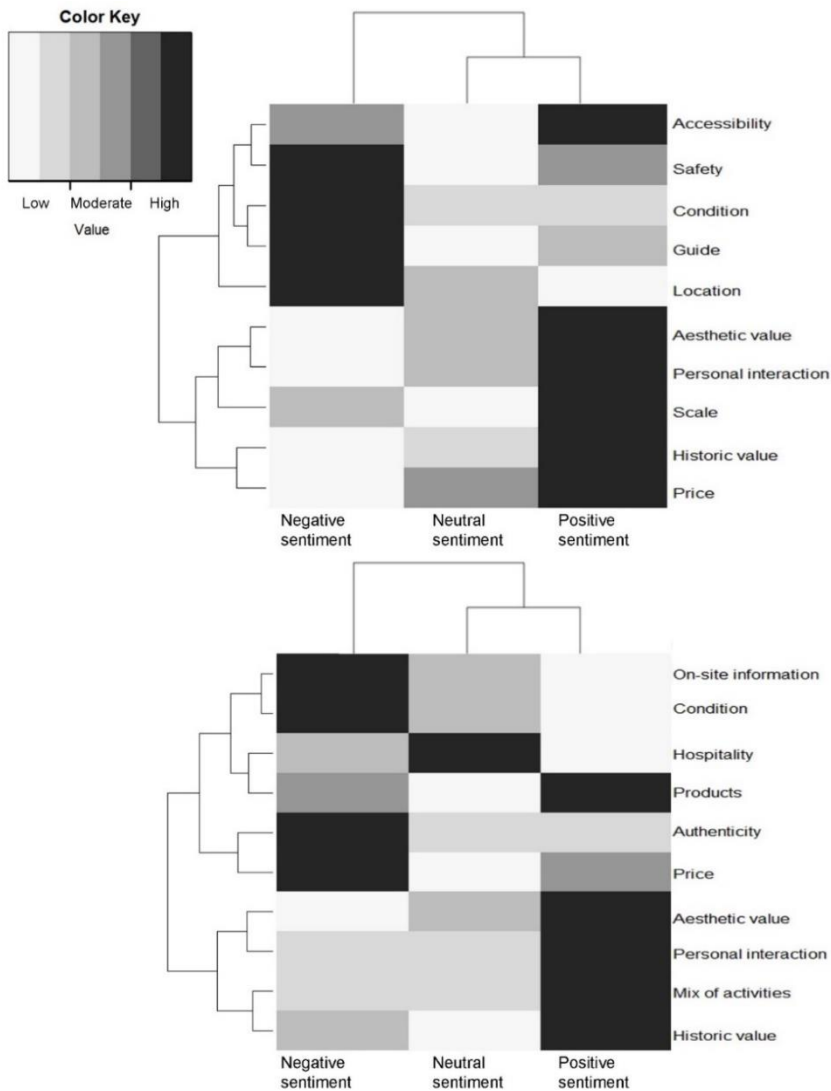 Color Key
Low Moderate High
Value
Accessibility
Safety
Condition
Guide
Location
Aesthetic value
Personal interaction
Scale
Historic value
Price
Negative sentiment
Neutral sentiment
Positive sentiment
On-site information
Condition
Hospitality
Products
Authenticity
Price
Aesthetic value
Personal interaction
Mix of activities
Historic value
Negative sentiment
Neutral sentiment
Positive sentiment